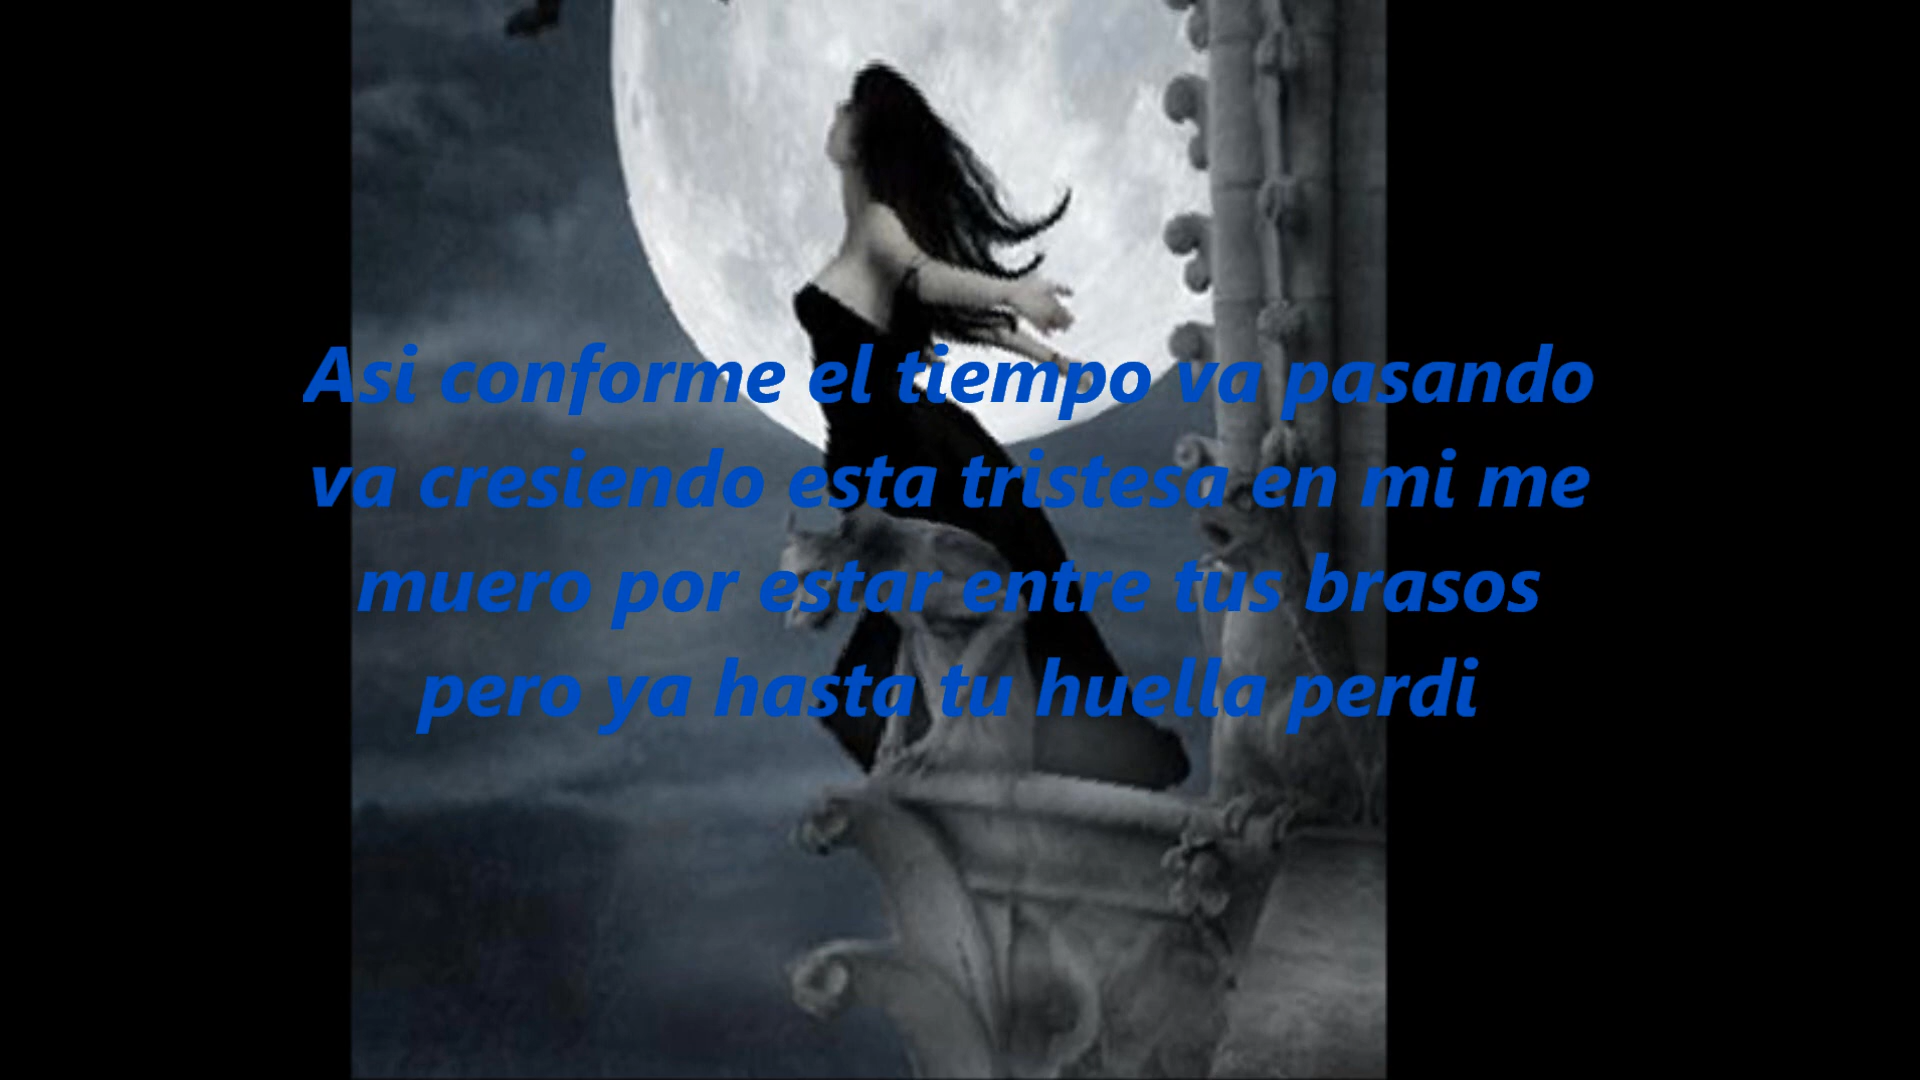 Asi conforme el tiempo va pasando
va cresiendo esta tristesa en mi me
muero por estar entre tus brasos
pero ya hasta tu huella perdi